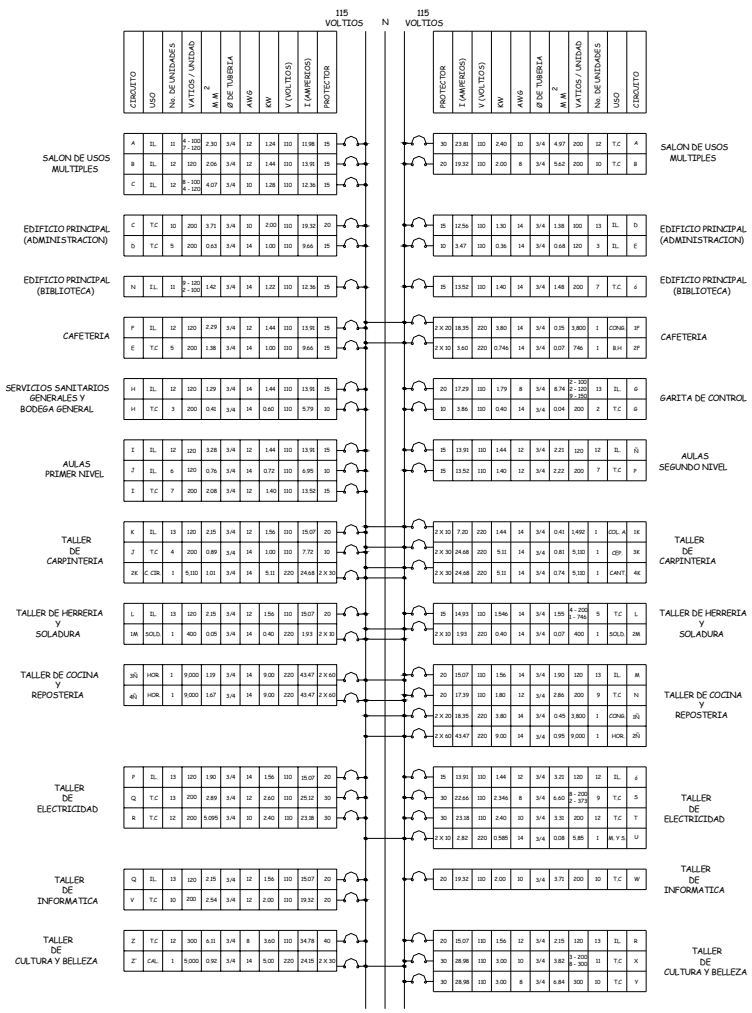 115 VOLTIOS N 115 VOLTIOS
CIRCUITO USO No. DE UNIDADES VATIOS / UNIDAD M M 2 Ø DE TUBERIA AWG KW V (VOLTIOS) I (AMPERIOS) PROTECTOR
PROTECTOR I (AMPERIOS) V (VOLTIOS) KW AWG Ø DE TUBERIA M M 2 VATIOS / UNIDAD No. DE UNIDADES USO CIRCUITO
SALON DE USOS MULTIPLES
A IL. 11 4 - 100 7 - 120 2.30 3/4 12 1.24 110 11.98 15
B IL. 12 120 2.06 3/4 12 1.44 110 13.91 15
C IL. 12 8 - 100 4 - 120 4.07 3/4 10 1.28 110 12.36 15
30 23.81 110 2.40 10 3/4 4.97 200 12 T.C A
20 19.32 110 2.00 8 3/4 5.62 200 10 T.C B
SALON DE USOS MULTIPLES
EDIFICIO PRINCIPAL (ADMINISTRACION)
C T.C 10 200 3.71 3/4 10 2.00 110 19.32 20
D T.C 5 200 0.63 3/4 14 1.00 110 9.66 15
15 12.56 110 1.30 14 3/4 1.38 100 13 IL. D
10 3.47 110 0.36 14 3/4 0.68 120 3 IL. E
EDIFICIO PRINCIPAL (ADMINISTRACION)
EDIFICIO PRINCIPAL (BIBLIOTECA)
N IL. 11 9 - 120 2 - 100 1.42 3/4 14 1.22 110 12.36 15
15 13.52 110 1.40 14 3/4 1.48 200 7 T.C ó
EDIFICIO PRINCIPAL (BIBLIOTECA)
CAFETERIA
F IL. 12 120 2.29 3/4 12 1.44 110 13.91 15
E T.C 5 200 1.38 3/4 14 1.00 110 9.66 15
2 X 20 18.35 220 3.80 14 3/4 0.15 3,800 1 CONG. 1F
2 X 10 3.60 220 0.746 14 3/4 0.07 746 1 B.H 2F
CAFETERIA
SERVICIOS SANITARIOS GENERALES Y BODEGA GENERAL
H IL. 12 120 1.29 3/4 14 1.44 110 13.91 15
H T.C 3 200 0.41 3/4 14 0.60 110 5.79 10
20 17.29 110 1.79 8 3/4 8.74 2 - 100 2 - 120 9 - 150 13 IL. G
10 3.86 110 0.40 14 3/4 0.04 200 2 T.C G
GARITA DE CONTROL
AULAS PRIMER NIVEL
I IL. 12 120 3.28 3/4 12 1.44 110 13.91 15
J IL. 6 120 0.76 3/4 14 0.72 110 6.95 10
I T.C 7 200 2.08 3/4 12 1.40 110 13.52 15
15 13.91 110 1.44 12 3/4 2.21 120 12 IL. Ñ
15 13.52 110 1.40 12 3/4 2.22 200 7 T.C P
AULAS SEGUNDO NIVEL
TALLER DE CARPINTERIA
K IL. 13 120 2.15 3/4 12 1.56 110 15.07 20
J T.C 4 200 0.89 3/4 14 1.00 110 7.72 10
2K C. CIR. 1 5,110 1.01 3/4 14 5.11 220 24.68 2 X 30
2 X 10 7.20 220 1.44 14 3/4 0.41 1,492 1 COL. A 1K
2 X 30 24.68 220 5.11 14 3/4 0.81 5,110 1 CEP. 3K
2 X 30 24.68 220 5.11 14 3/4 0.74 5,110 1 CANT. 4K
TALLER DE CARPINTERIA
TALLER DE HERRERIA Y SOLADURA
L IL. 13 120 2.15 3/4 12 1.56 110 15.07 20
1M SOLD. 1 400 0.05 3/4 14 0.40 220 1.93 2 X 10
15 14.93 110 1.546 14 3/4 1.55 4 - 200 1 - 746 5 T.C L
2 X 10 1.93 220 0.40 14 3/4 0.07 400 1 SOLD. 2M
TALLER DE HERRERIA Y SOLADURA
TALLER DE COCINA Y REPOSTERIA
3Ñ HOR. 1 9,000 1.19 3/4 14 9.00 220 43.47 2 X 60
4Ñ HOR. 1 9,000 1.67 3/4 14 9.00 220 43.47 2 X 60
20 15.07 110 1.56 14 3/4 1.90 120 13 IL. M
20 17.39 110 1.80 12 3/4 2.86 200 9 T.C N
2 X 20 18.35 220 3.80 14 3/4 0.45 3,800 1 CONG. 1Ñ
2 X 60 43.47 220 9.00 14 3/4 0.95 9,000 1 HOR. 2Ñ
TALLER DE COCINA Y REPOSTERIA
TALLER DE ELECTRICIDAD
P IL. 13 120 1.90 3/4 14 1.56 110 15.07 20
Q T.C 13 200 2.89 3/4 12 2.60 110 25.12 30
R T.C 12 200 5.095 3/4 10 2.40 110 23.18 30
15 13.91 110 1.44 12 3/4 3.21 120 12 IL. ó
30 22.66 110 2.346 8 3/4 6.60 8 - 200 2 - 373 9 T.C S
30 23.18 110 2.40 10 3/4 3.31 200 12 T.C T
2 X 10 2.82 220 0.585 14 3/4 0.08 5.85 1 M. Y S. U
TALLER DE ELECTRICIDAD
TALLER DE INFORMATICA
Q IL. 13 120 2.15 3/4 12 1.56 110 15.07 20
V T.C 10 200 2.54 3/4 12 2.00 110 19.32 20
20 19.32 110 2.00 10 3/4 3.71 200 10 T.C W
TALLER DE INFORMATICA
TALLER DE CULTURA Y BELLEZA
Z T.C 12 300 6.11 3/4 8 3.60 110 34.78 40
Z' CAL. 1 5,000 0.92 3/4 14 5.00 220 24.15 2 X 30
20 15.07 110 1.56 12 3/4 2.15 120 13 IL. R
30 28.98 110 3.00 10 3/4 3.82 3 - 200 8 - 300 11 T.C X
30 28.98 110 3.00 8 3/4 6.84 300 10 T.C Y
TALLER DE CULTURA Y BELLEZA